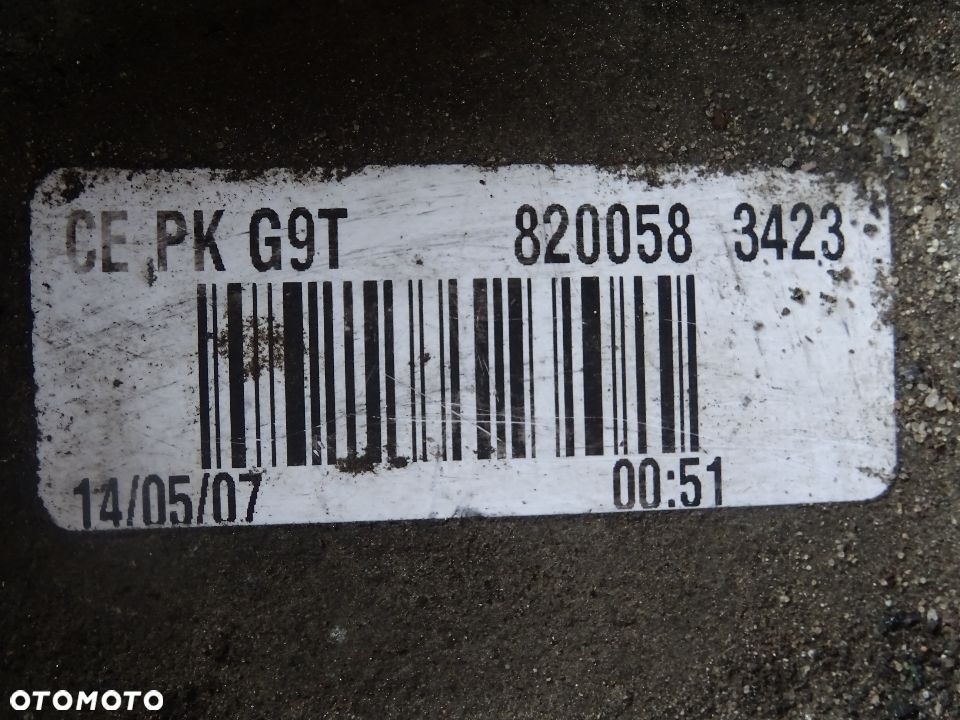 CE PK G9T 820058 3423
14/05/07 00:51
OTOMOTO